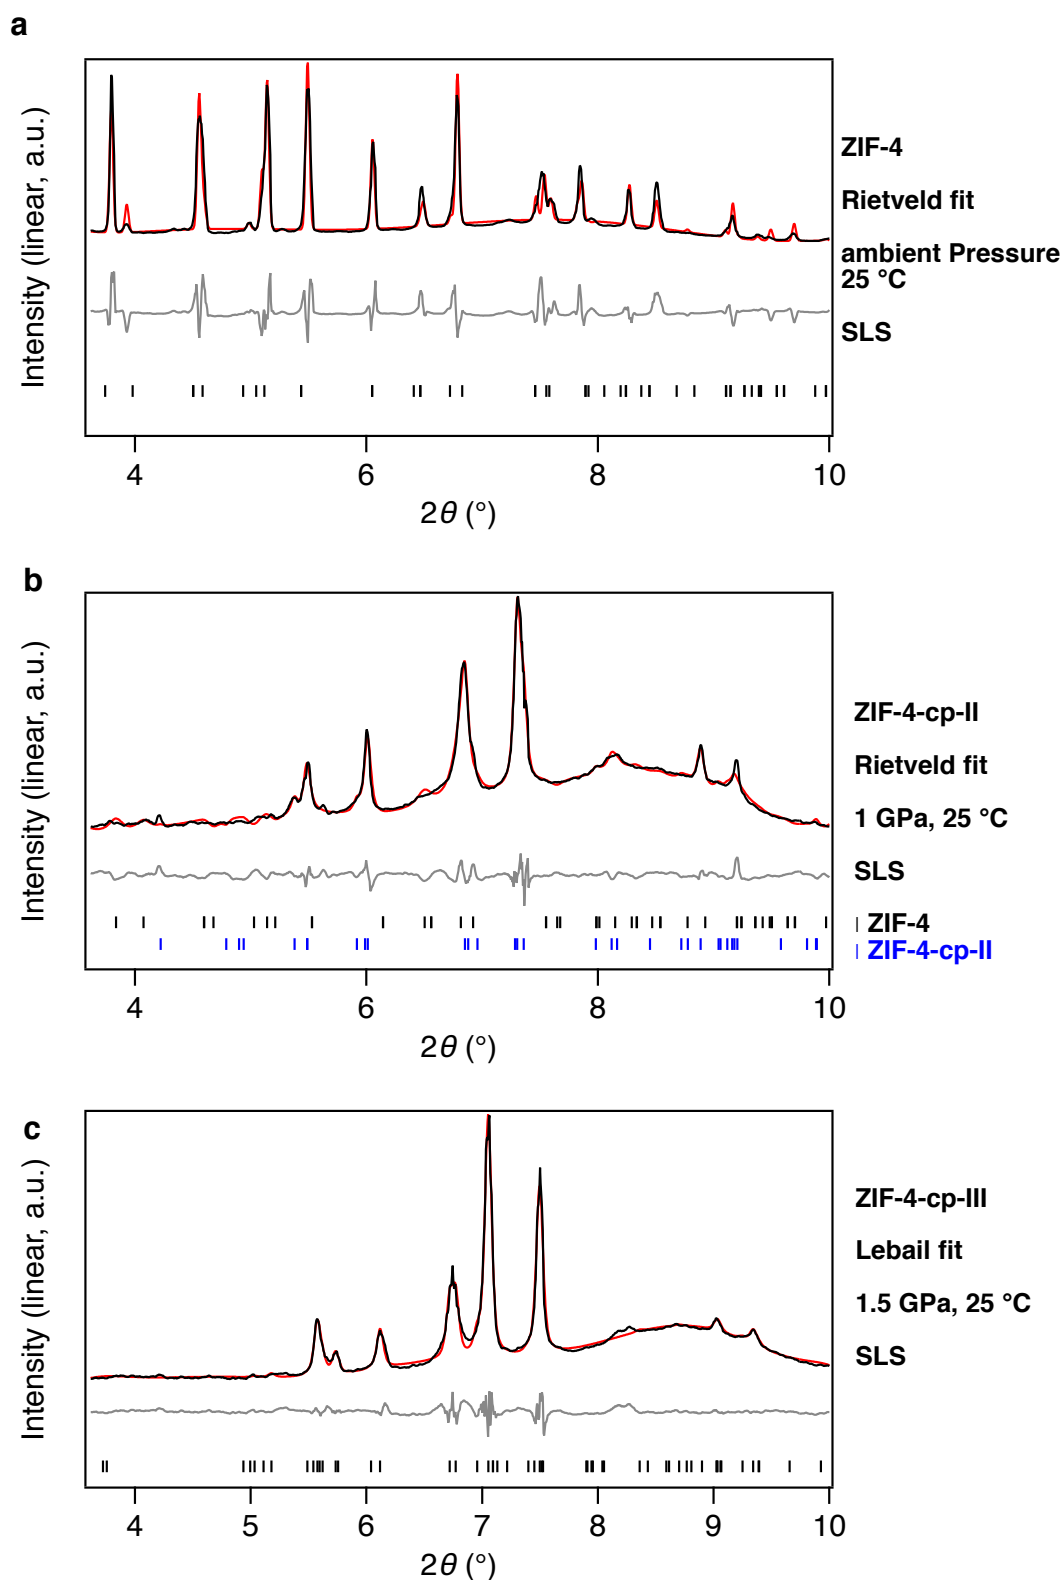 a
Intensity (linear, a.u.)
ZIF-4
Rietveld fit
ambient Pressure
25 °C
SLS
4 6 8 10
2θ (°)
b
Intensity (linear, a.u.)
ZIF-4-cp-II
Rietveld fit
1 GPa, 25 °C
SLS
ZIF-4
ZIF-4-cp-II
4 6 8 10
2θ (°)
c
Intensity (linear, a.u.)
ZIF-4-cp-III
Lebail fit
1.5 GPa, 25 °C
SLS
4 5 6 7 8 9 10
2θ (°)